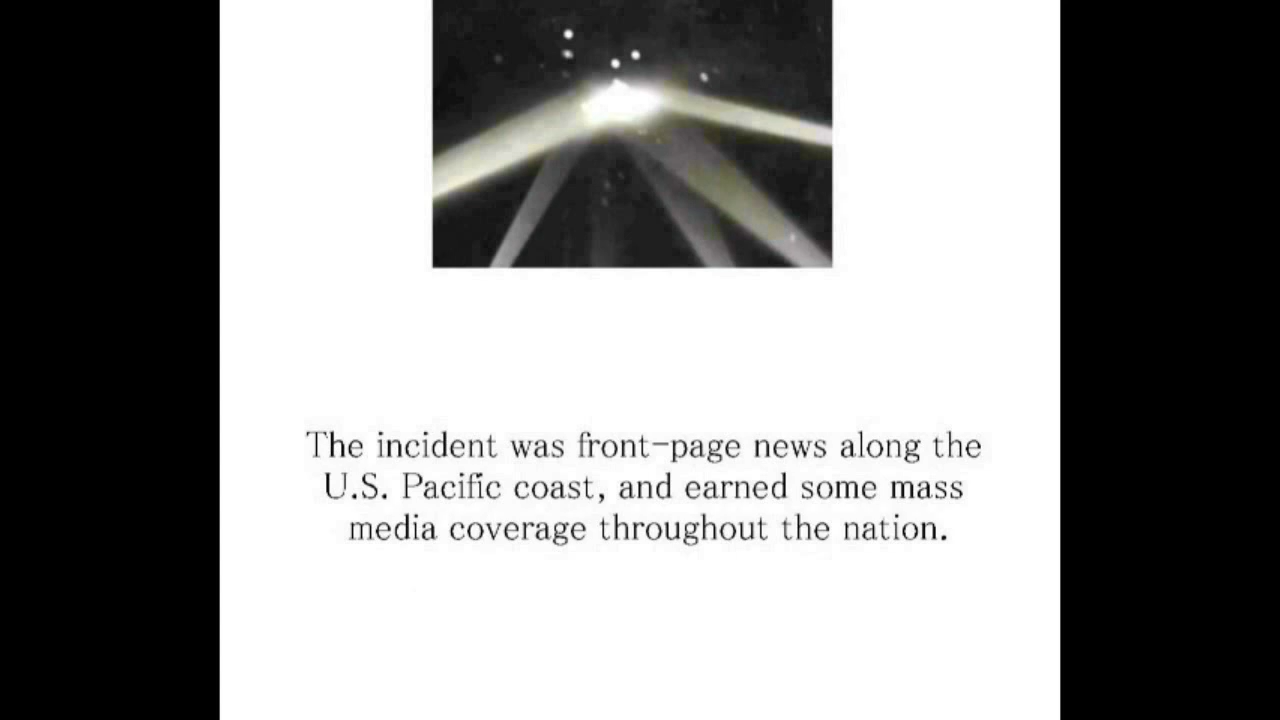 The incident was front-page news along the
U.S. Pacific coast, and earned some mass
media coverage throughout the nation.